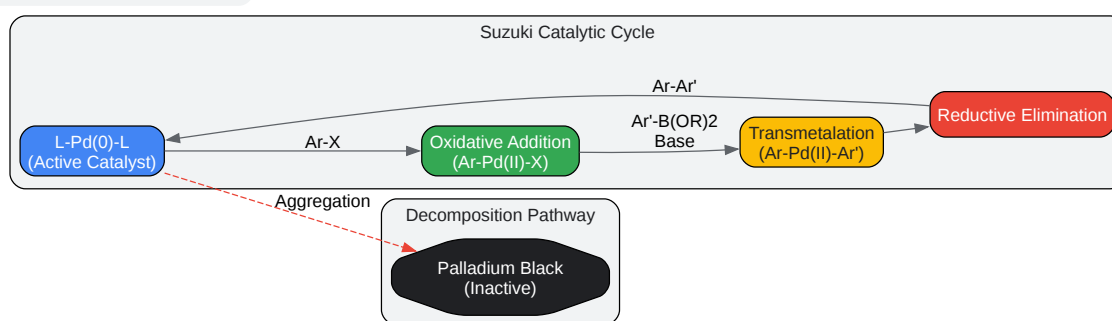 Suzuki Catalytic Cycle
Ar-Ar'
L-Pd(0)-L
(Active Catalyst)
Ar-X
Oxidative Addition
(Ar-Pd(II)-X)
Ar'-B(OR)2
Base
Transmetalation
(Ar-Pd(II)-Ar')
Reductive Elimination
Aggregation
Decomposition Pathway
Palladium Black
(Inactive)